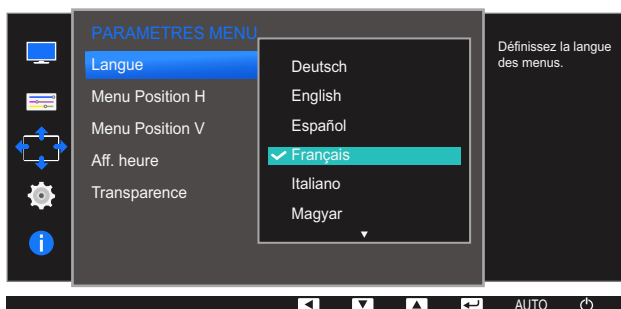 PARAMETRES MENU
Langue
Menu Position H
Menu Position V
Aff. heure
Transparence
Deutsch
English
Español
Français
Italiano
Magyar
Définissez la langue
des menus.
AUTO